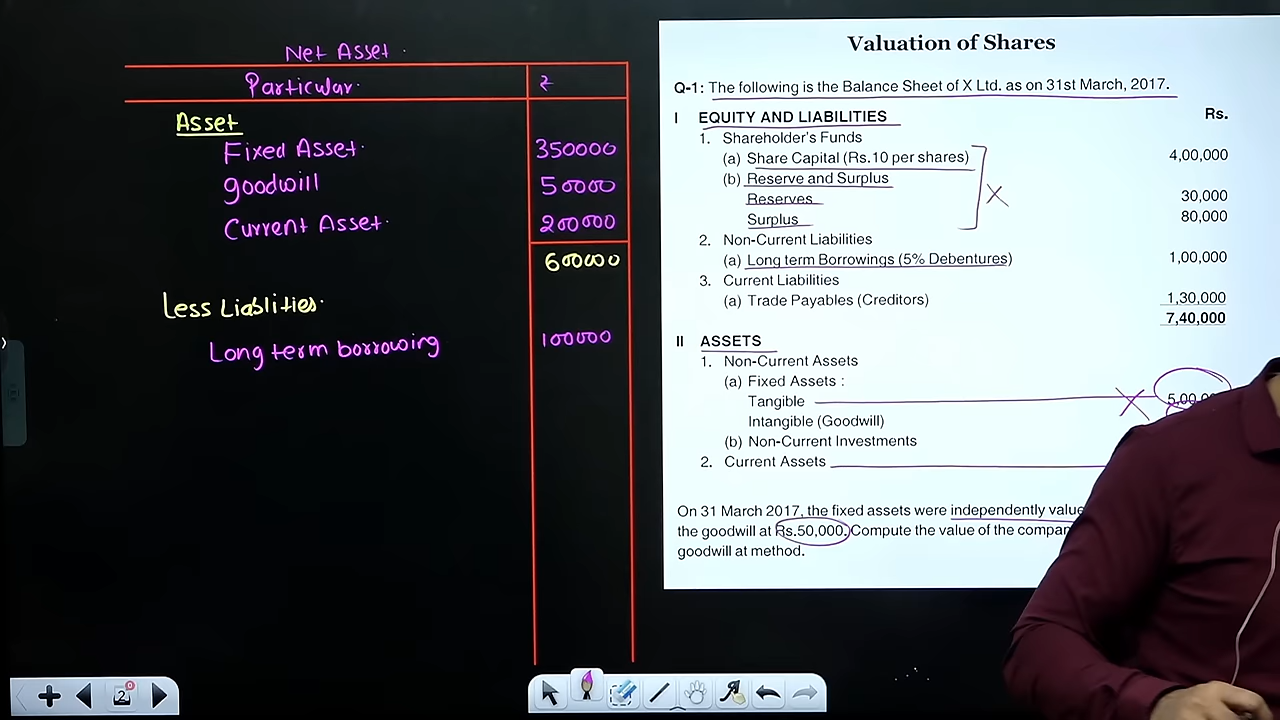 Net Asset.
Particular. ₹
Asset
Fixed Asset. 350000
goodwill 50000
Current Asset. 200000
600000
Less Liablities.
Long term borrowing 100000
2
Valuation of Shares
Q-1: The following is the Balance Sheet of X Ltd. as on 31st March, 2017.
I EQUITY AND LIABILITIES Rs.
1. Shareholder's Funds
(a) Share Capital (Rs.10 per shares) 4,00,000
(b) Reserve and Surplus
Reserves 30,000
Surplus 80,000
X
2. Non-Current Liabilities
(a) Long term Borrowings (5% Debentures) 1,00,000
3. Current Liabilities
(a) Trade Payables (Creditors) 1,30,000
7,40,000
II ASSETS
1. Non-Current Assets
(a) Fixed Assets :
Tangible X 5,00,
Intangible (Goodwill)
(b) Non-Current Investments
2. Current Assets
On 31 March 2017, the fixed assets were independently
the goodwill at Rs.50,000. Compute the value of the
goodwill at method.